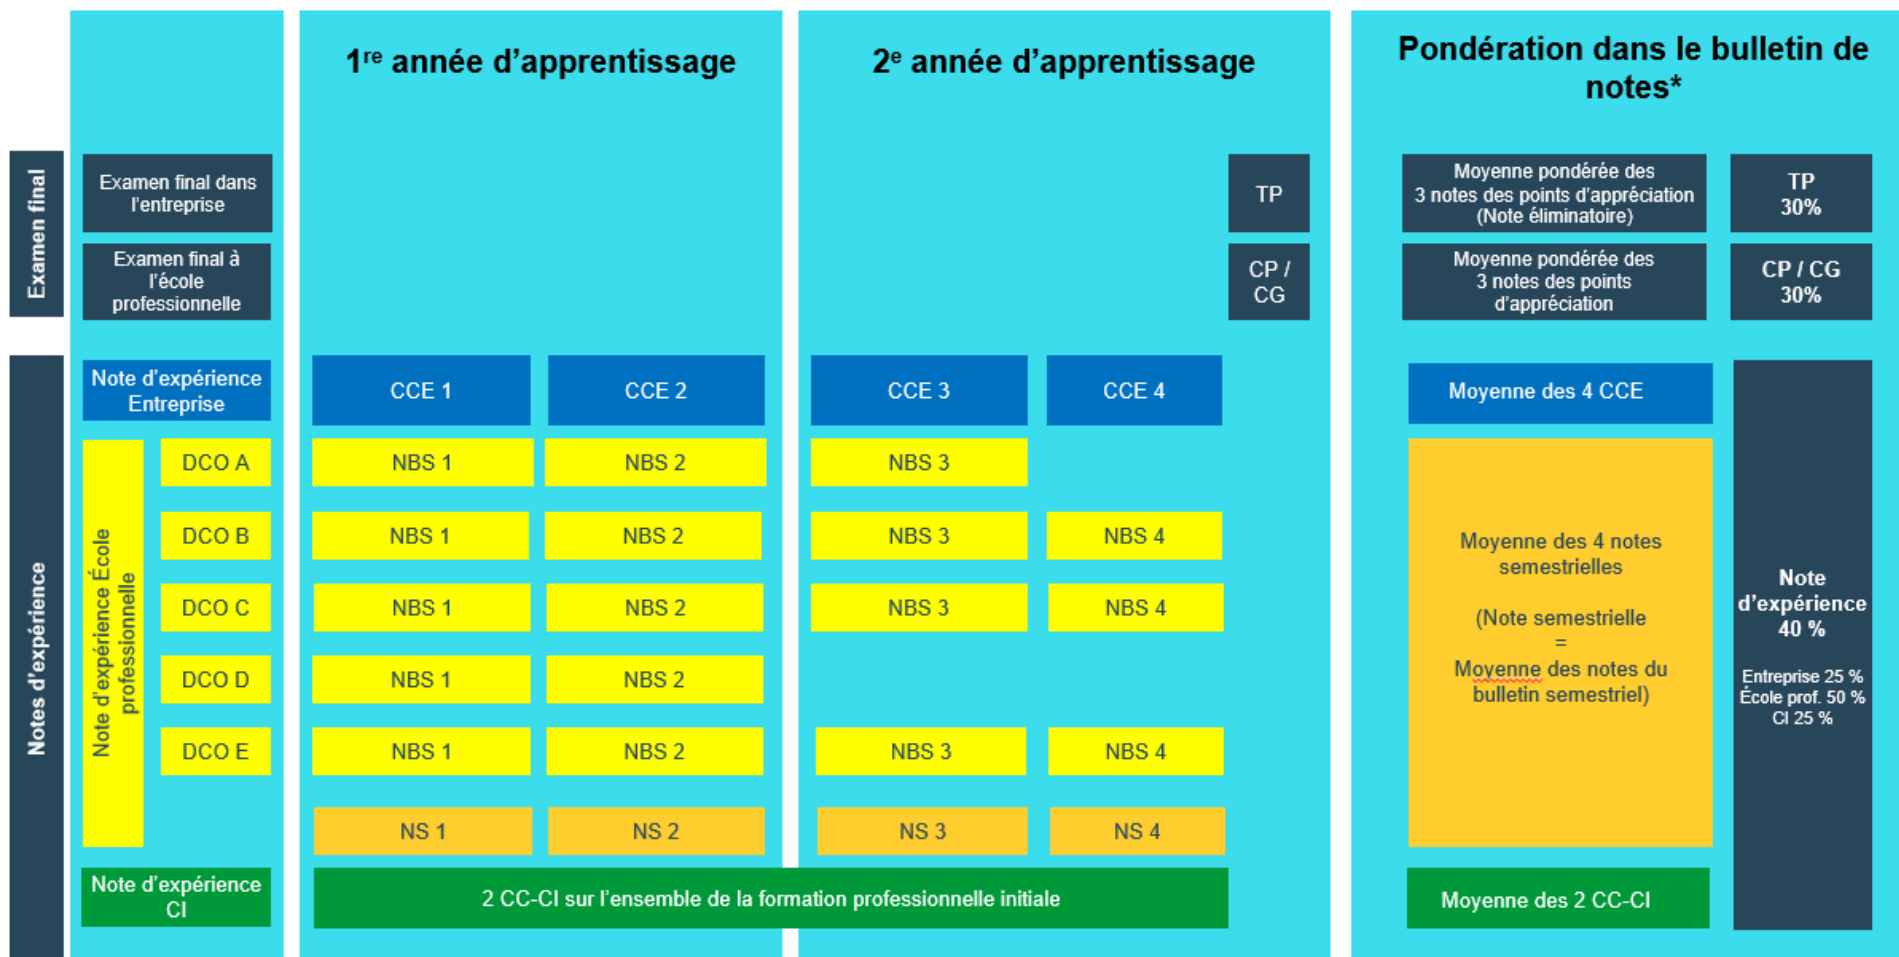 1re année d’apprentissage
2e année d’apprentissage
Pondération dans le bulletin de
notes*
Examen final
Examen final dans
l’entreprise
TP
Moyenne pondérée des
3 notes des points d’appréciation
(Note éliminatoire)
TP
30%
Examen final à
l’école
professionnelle
CP /
CG
Moyenne pondérée des
3 notes des points
d’appréciation
CP / CG
30%
Notes d’expérience
Note d’expérience
Entreprise
CCE 1
CCE 2
CCE 3
CCE 4
Moyenne des 4 CCE
Note d’expérience École
professionnelle
DCO A
NBS 1
NBS 2
NBS 3
DCO B
NBS 1
NBS 2
NBS 3
NBS 4
DCO C
NBS 1
NBS 2
NBS 3
NBS 4
DCO D
NBS 1
NBS 2
DCO E
NBS 1
NBS 2
NBS 3
NBS 4
NS 1
NS 2
NS 3
NS 4
Moyenne des 4 notes
semestrielles
(Note semestrielle
=
Moyenne des notes du
bulletin semestriel)
Note
d’expérience
40 %
Entreprise 25 %
École prof. 50 %
CI 25 %
Note d’expérience
CI
2 CC-CI sur l’ensemble de la formation professionnelle initiale
Moyenne des 2 CC-CI